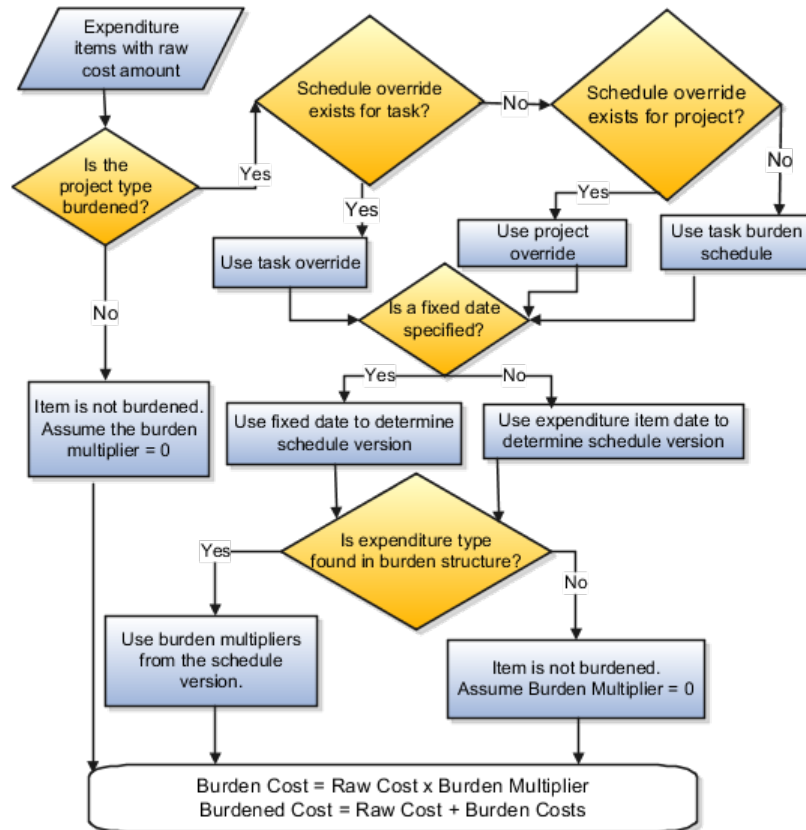 Expenditure
items with raw
cost amount
Schedule override
exists for task?
No
Schedule override
exists for project?
Is the
project type
burdened?
Yes
Yes
Yes
No
Use task override
Use project
override
Use task burden
schedule
Is a fixed date
specified?
No
Yes
No
Item is not burdened.
Assume the burden
multiplier = 0
Use fixed date to determine
schedule version
Use expenditure item date to
determine schedule version
Is expenditure type
found in burden structure?
Yes
No
Use burden multipliers
from the schedule
version.
Item is not burdened.
Assume Burden Multiplier = 0
Burden Cost = Raw Cost x Burden Multiplier
Burdened Cost = Raw Cost + Burden Costs